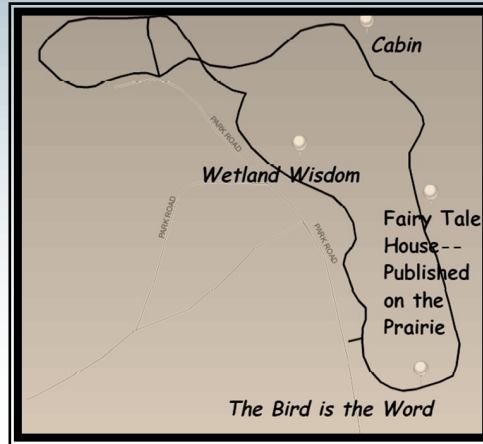 Cabin
PARK ROAD
Wetland Wisdom
PARK ROAD
PARK ROAD
Fairy Tale
House--
Published
on the
Prairie
The Bird is the Word